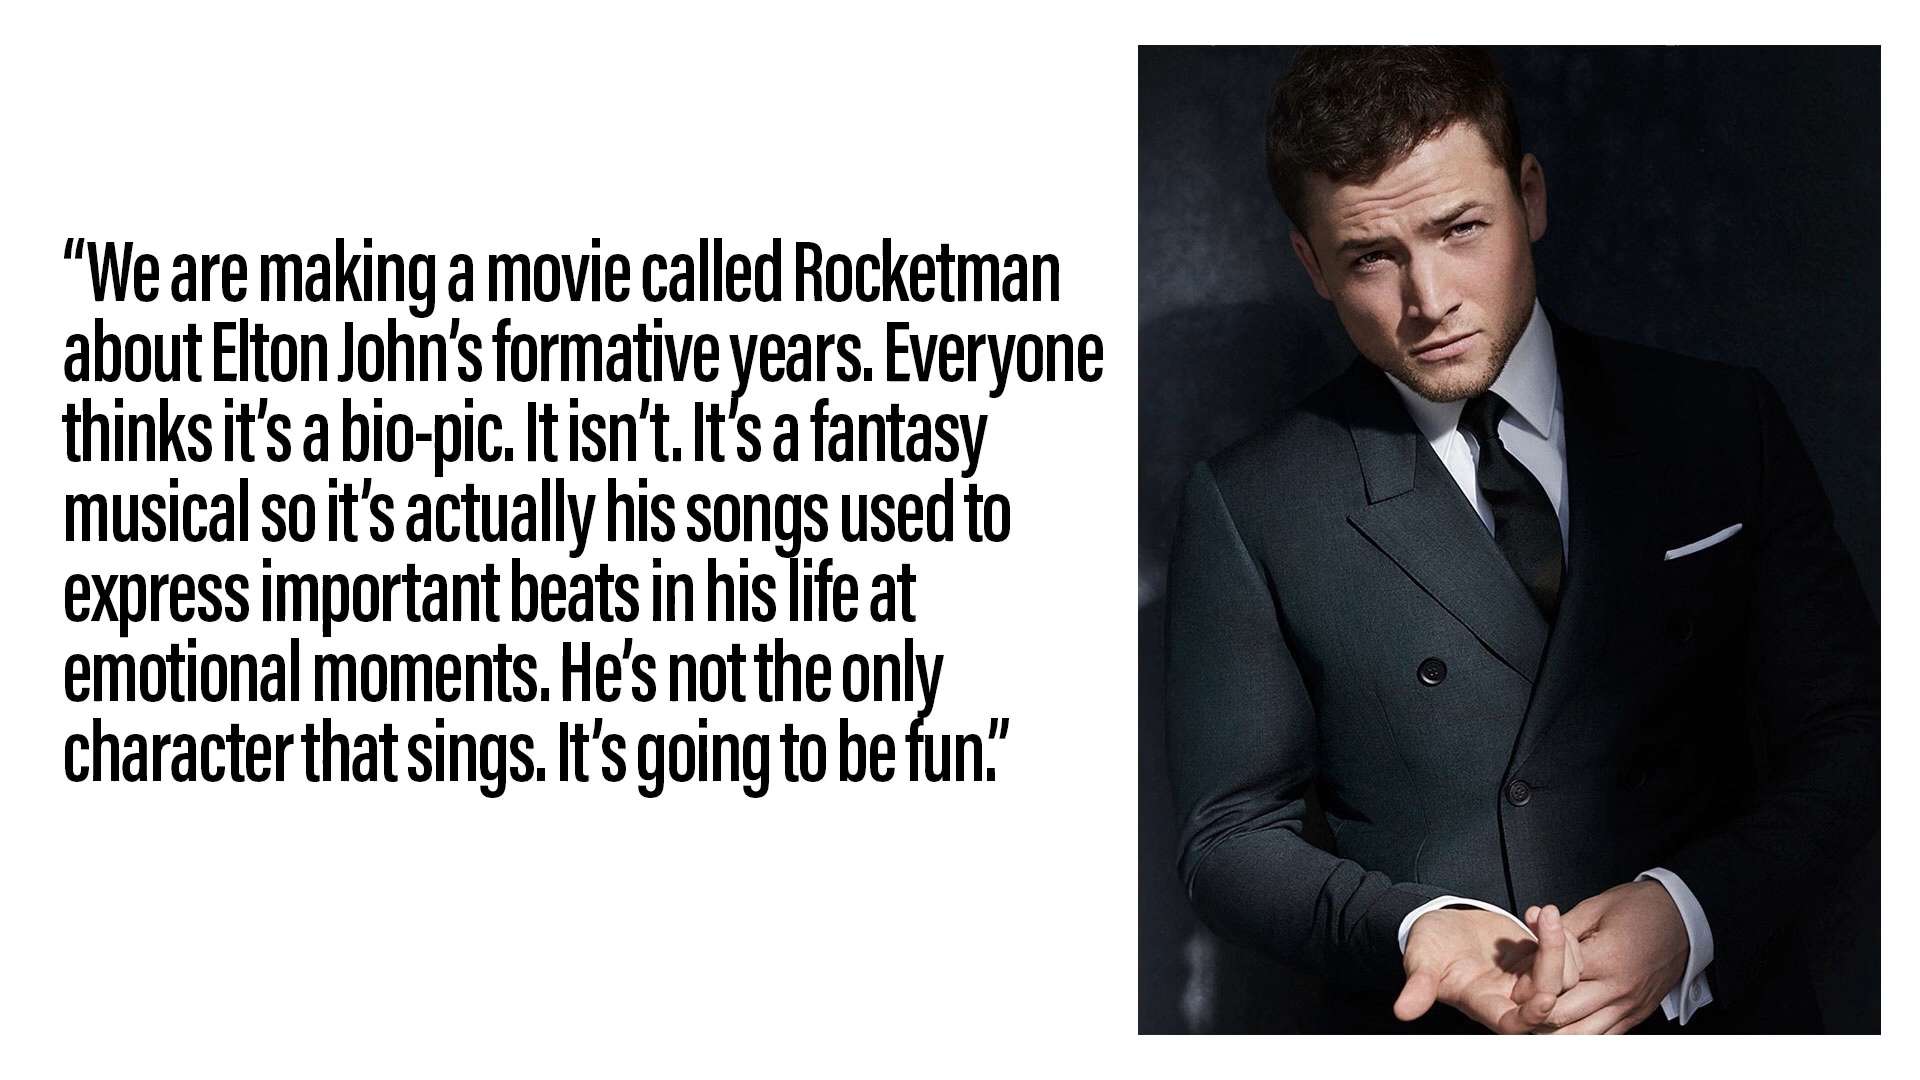 “We are making a movie called Rocketman
about Elton John’s formative years. Everyone
thinks it’s a bio-pic. It isn’t. It’s a fantasy
musical so it’s actually his songs used to
express important beats in his life at
emotional moments. He’s not the only
character that sings. It’s going to be fun.”